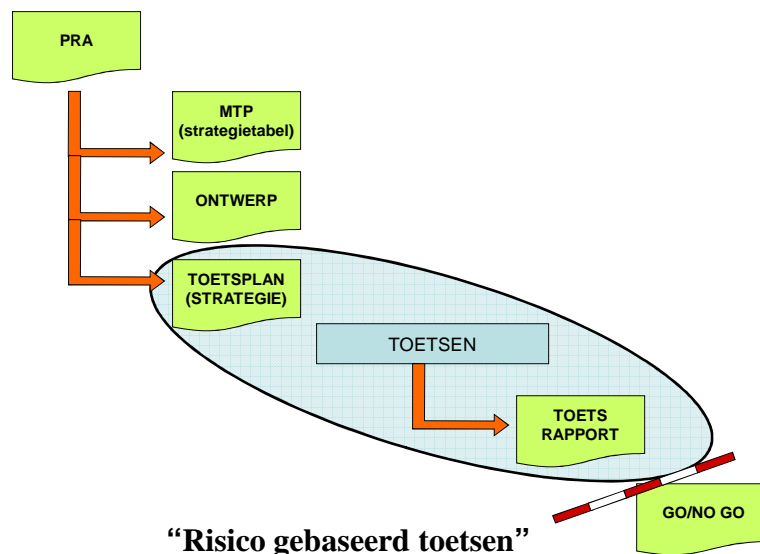 PRA
MTP
(strategietabel)
ONTWERP
TOETSPLAN
(STRATEGIE)
TOETSEN
TOETS
RAPPORT
GO/NO GO
“Risico gebaseerd toetsen”